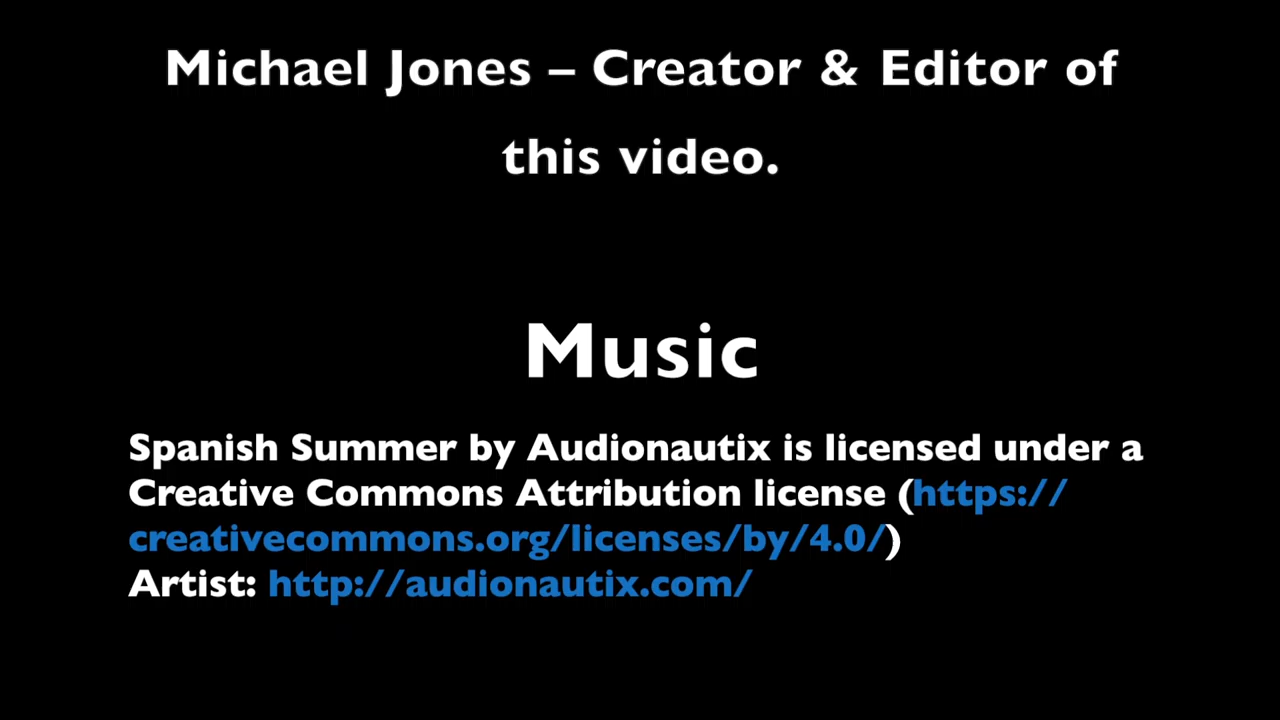 Michael Jones – Creator & Editor of
this video.
Music
Spanish Summer by Audionautix is licensed under a
Creative Commons Attribution license (https://
creativecommons.org/licenses/by/4.0/)
Artist: http://audionautix.com/